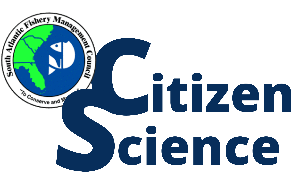 South Atlantic Fishery Management Council
"To Conserve and
Citizen
Science